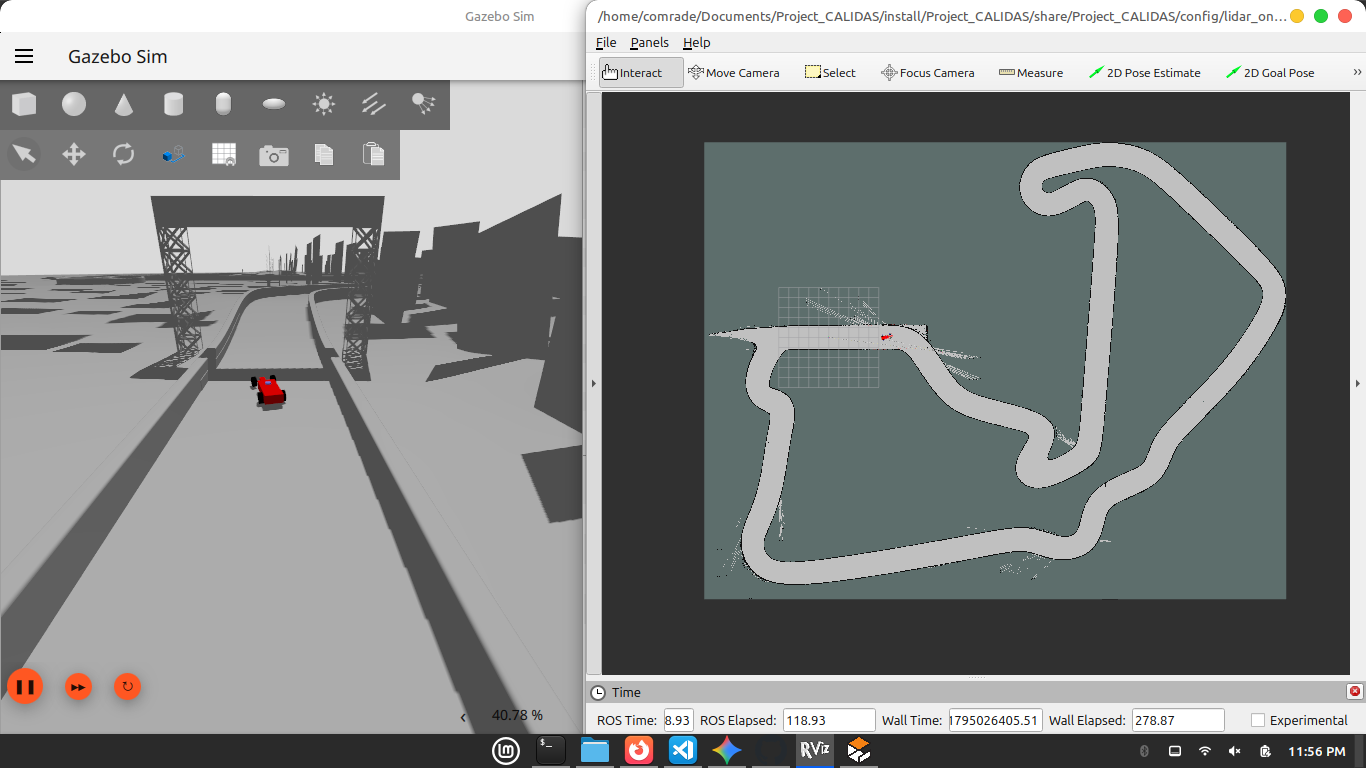 Gazebo Sim
Gazebo Sim
40.78 %
/home/comrade/Documents/Project_CALIDAS/install/Project_CALIDAS/share/Project_CALIDAS/config/lidar_on...
File Panels Help
Interact Move Camera Select Focus Camera Measure 2D Pose Estimate 2D Goal Pose »
Time
ROS Time: 8.93 ROS Elapsed: 118.93 Wall Time: 1795026405.51 Wall Elapsed: 278.87 Experimental
$_ RViz 11:56 PM